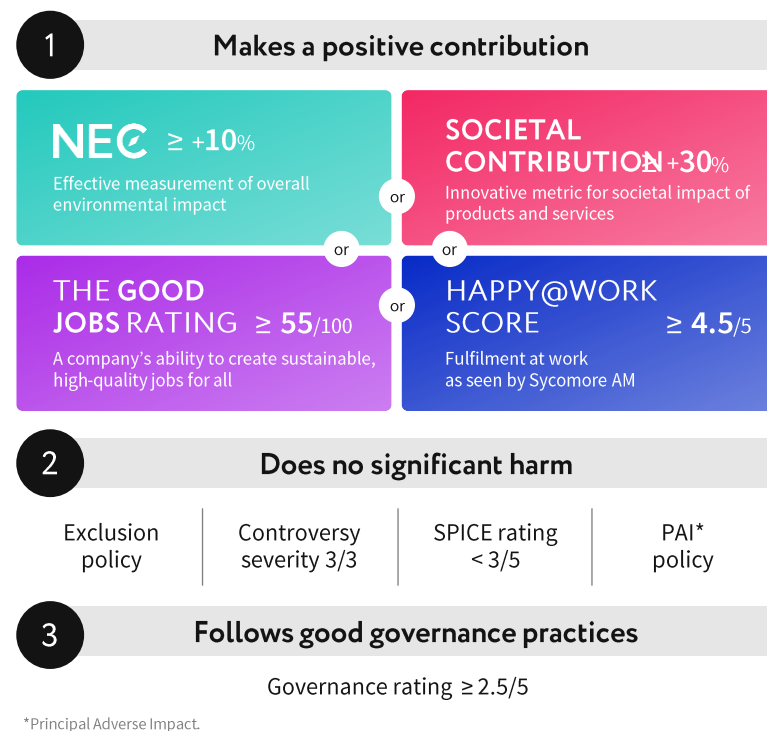 1
Makes a positive contribution
NEC ≥ +10%
Effective measurement of overall
environmental impact
or
SOCIETAL
CONTRIBUTION ≥ +30%
Innovative metric for societal impact of
products and services
or
or
THE GOOD
JOBS RATING ≥ 55/100
A company’s ability to create sustainable,
high-quality jobs for all
or
HAPPY@WORK
SCORE ≥ 4.5/5
Fulfilment at work
as seen by Sycomore AM
2
Does no significant harm
Exclusion
policy
Controversy
severity 3/3
SPICE rating
< 3/5
PAI*
policy
3
Follows good governance practices
Governance rating ≥ 2.5/5
*Principal Adverse Impact.